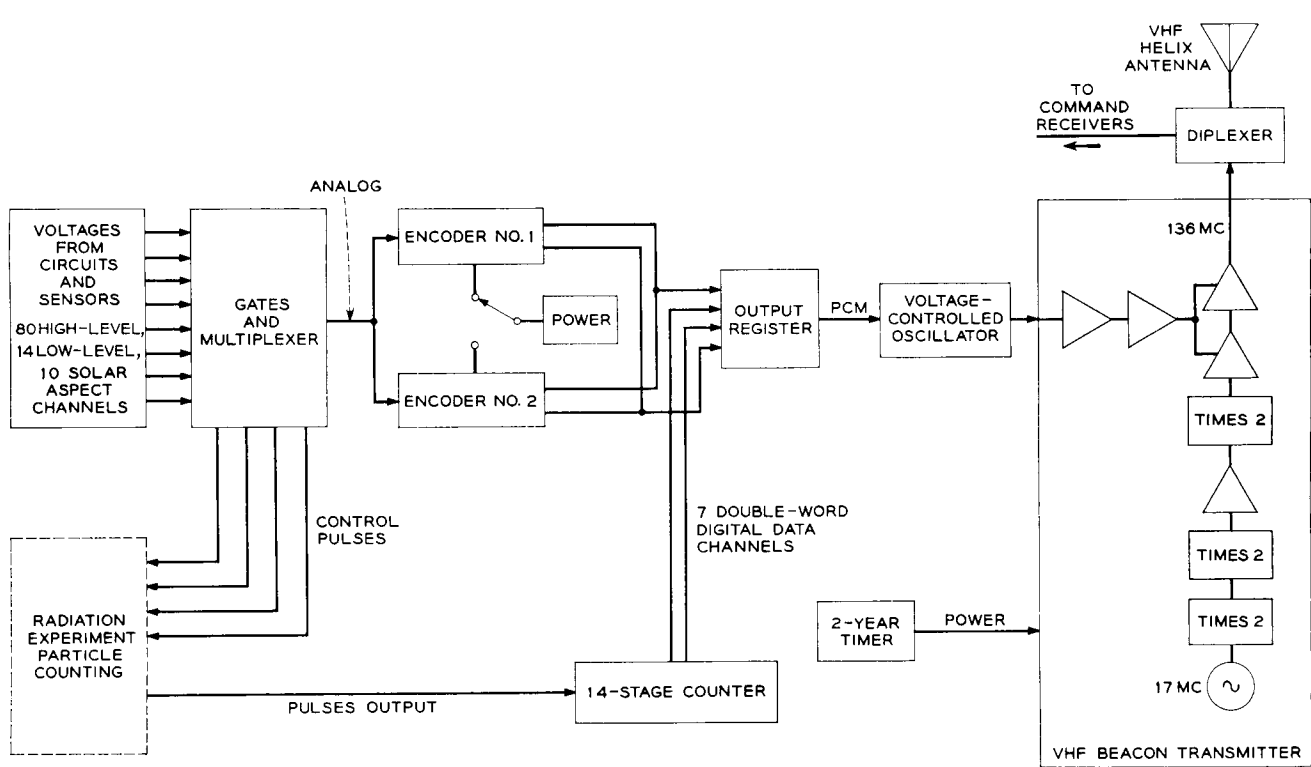 VHF
HELIX
ANTENNA
TO
COMMAND
RECEIVERS
DIPLEXER
ANALOG
136 MC
VOLTAGES
FROM
CIRCUITS
AND
SENSORS
80 HIGH-LEVEL,
14 LOW-LEVEL,
10 SOLAR
ASPECT
CHANNELS
GATES
AND
MULTIPLEXER
ENCODER NO. 1
POWER
ENCODER NO. 2
OUTPUT
REGISTER
PCM
VOLTAGE-
CONTROLLED
OSCILLATOR
TIMES 2
TIMES 2
TIMES 2
17 MC
~
CONTROL
PULSES
7 DOUBLE-WORD
DIGITAL DATA
CHANNELS
RADIATION
EXPERIMENT
PARTICLE
COUNTING
2-YEAR
TIMER
POWER
14-STAGE COUNTER
PULSES OUTPUT
VHF BEACON TRANSMITTER